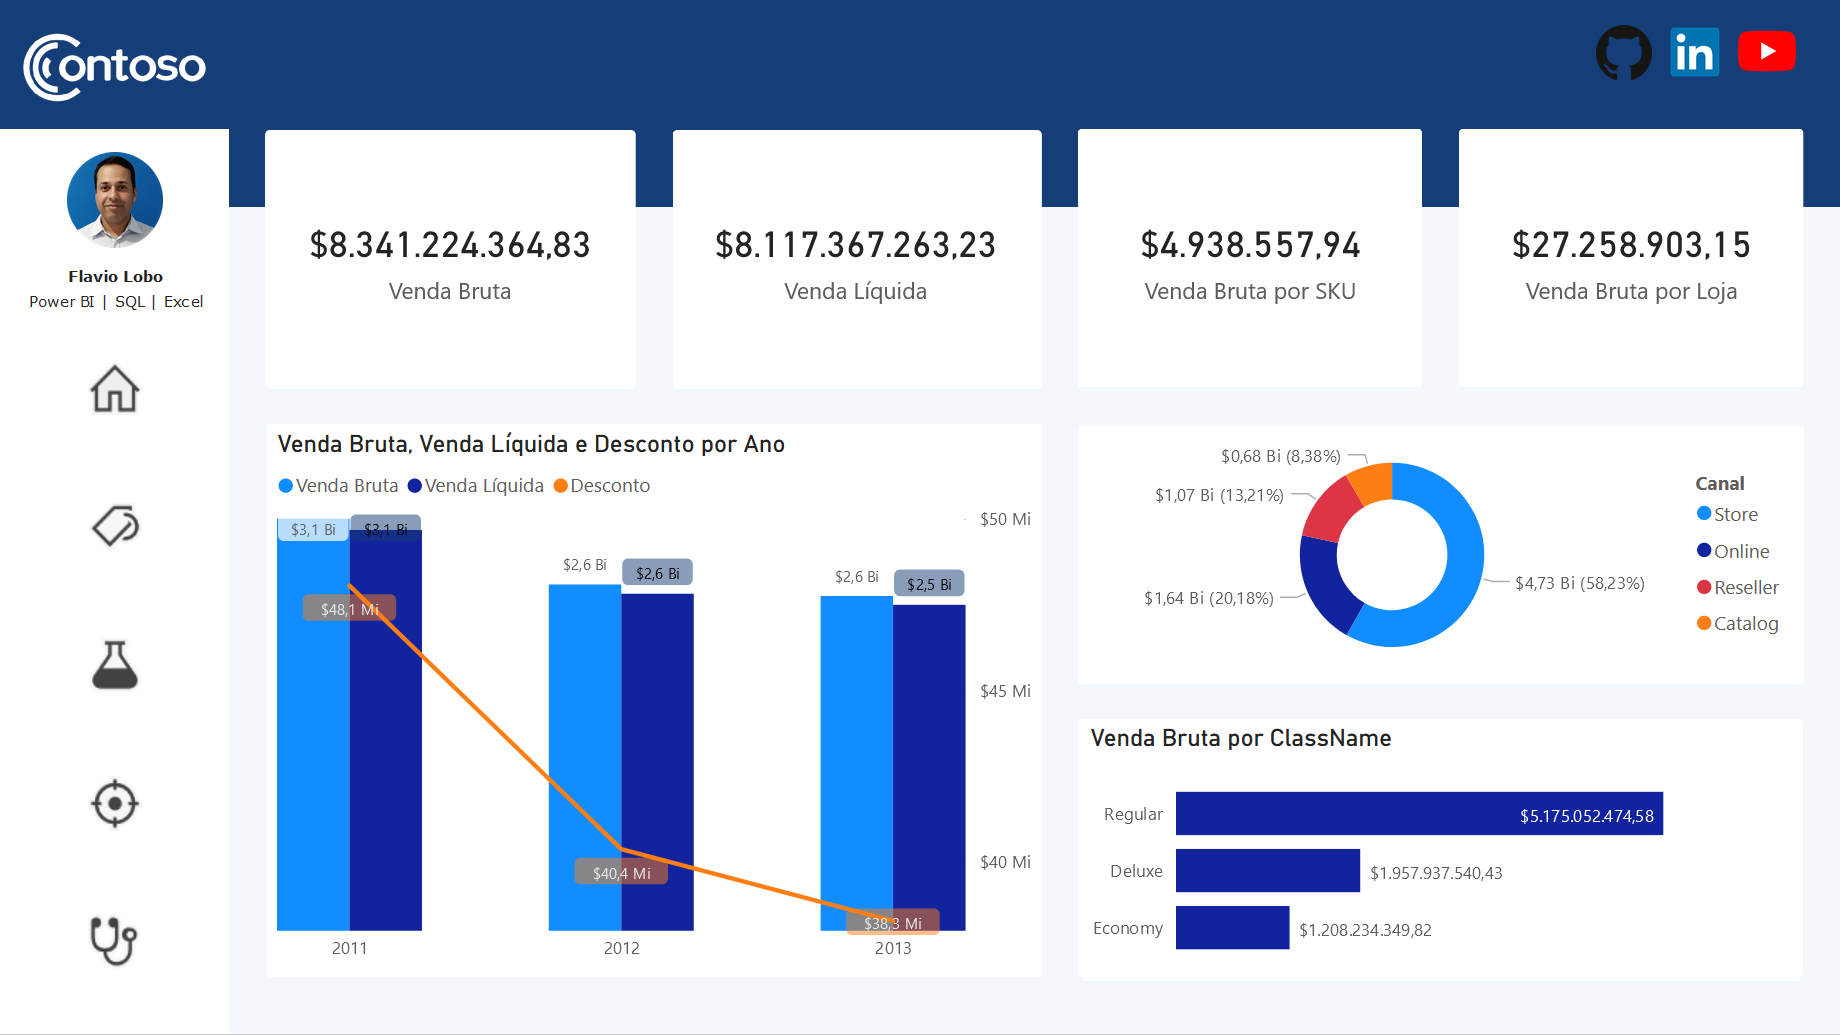 Contoso
in
Flavio Lobo
Power BI | SQL | Excel
$8.341.224.364,83
Venda Bruta
$8.117.367.263,23
Venda Líquida
$4.938.557,94
Venda Bruta por SKU
$27.258.903,15
Venda Bruta por Loja
Venda Bruta, Venda Líquida e Desconto por Ano
Venda Bruta Venda Líquida Desconto
$3,1 Bi $3,1 Bi
$2,6 Bi $2,6 Bi
$2,6 Bi $2,5 Bi
$48,1 Mi
$40,4 Mi
$38,3 Mi
$50 Mi
$45 Mi
$40 Mi
2011 2012 2013
$0,68 Bi (8,38%)
$1,07 Bi (13,21%)
$1,64 Bi (20,18%)
$4,73 Bi (58,23%)
Canal
Store
Online
Reseller
Catalog
Venda Bruta por ClassName
Regular $5.175.052.474,58
Deluxe $1.957.937.540,43
Economy $1.208.234.349,82